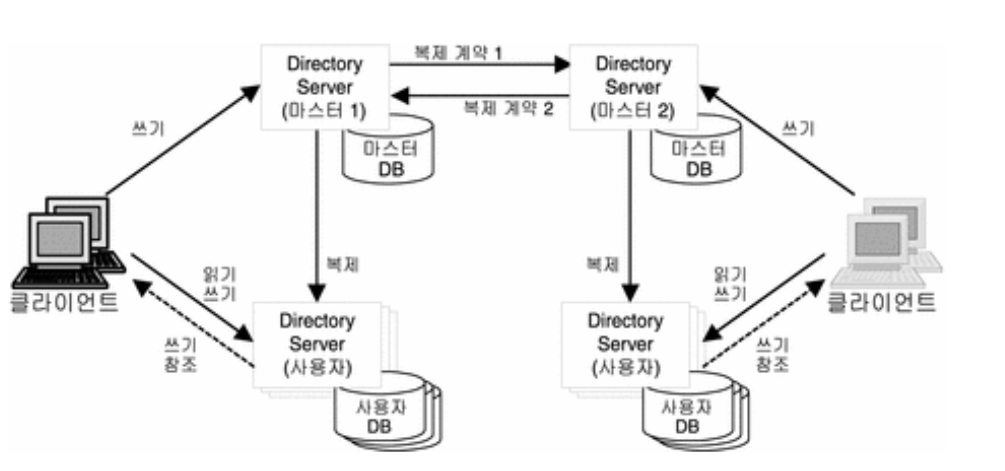 복제 계약 1
Directory
Server
(마스터 1)
Directory
Server
(마스터 2)
복제 계약 2
쓰기
쓰기
마스터
DB
마스터
DB
복제
복제
읽기
쓰기
읽기
쓰기
클라이언트
클라이언트
Directory
Server
(사용자)
Directory
Server
(사용자)
쓰기
참조
쓰기
참조
사용자
DB
사용자
DB